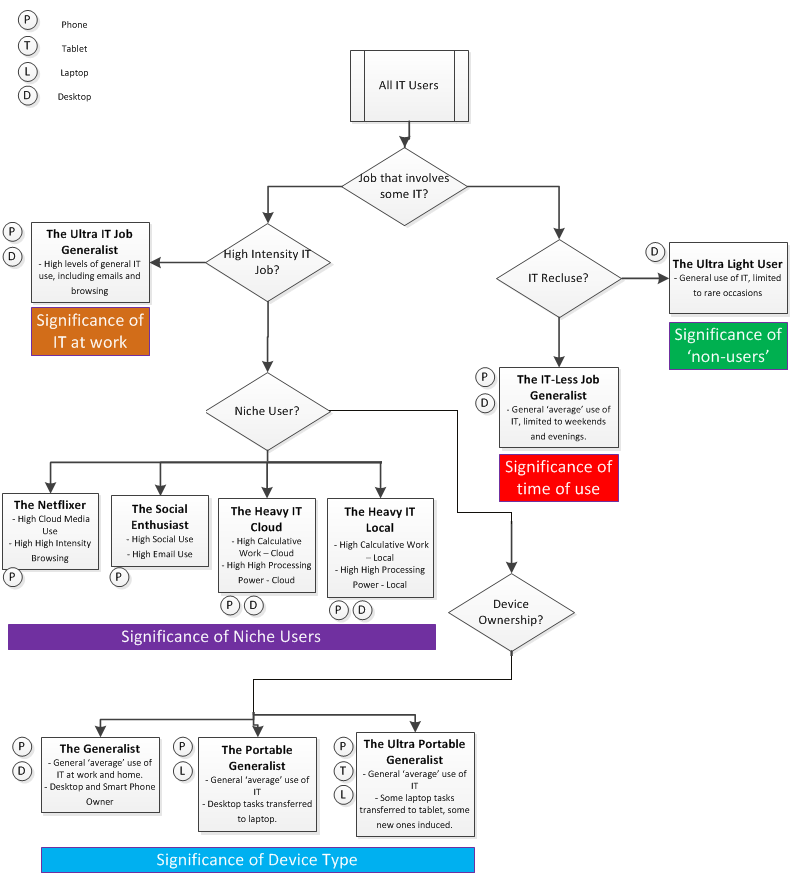 P
Phone
T
Tablet
L
Laptop
D
Desktop
All IT Users
Job that involves
some IT?
P
D
The Ultra IT Job
Generalist
- High levels of general IT
use, including emails and
browsing
Significance of
IT at work
High Intensity IT
Job?
IT Recluse?
D
The Ultra Light User
- General use of IT, limited
to rare occasions
Significance of
‘non-users’
P
D
The IT-Less Job
Generalist
- General ‘average’ use of
IT, limited to weekends
and evenings.
Significance of
time of use
Niche User?
The Netflixer
- High Cloud Media
Use
- High High Intensity
Browsing
P
The Social
Enthusiast
- High Social Use
- High Email Use
P
The Heavy IT
Cloud
- High Calculative
Work – Cloud
- High High Processing
Power - Cloud
P
D
The Heavy IT
Local
- High Calculative Work
– Local
- High High Processing
Power - Local
P
D
Significance of Niche Users
Device
Ownership?
P
D
The Generalist
- General ‘average’ use of
IT at work and home.
- Desktop and Smart Phone
Owner
P
L
The Portable
Generalist
- General ‘average’ use of
IT
- Desktop tasks transferred
to laptop.
P
T
L
The Ultra Portable
Generalist
- General ‘average’ use of
IT
- Some laptop tasks
transferred to tablet, some
new ones induced.
Significance of Device Type